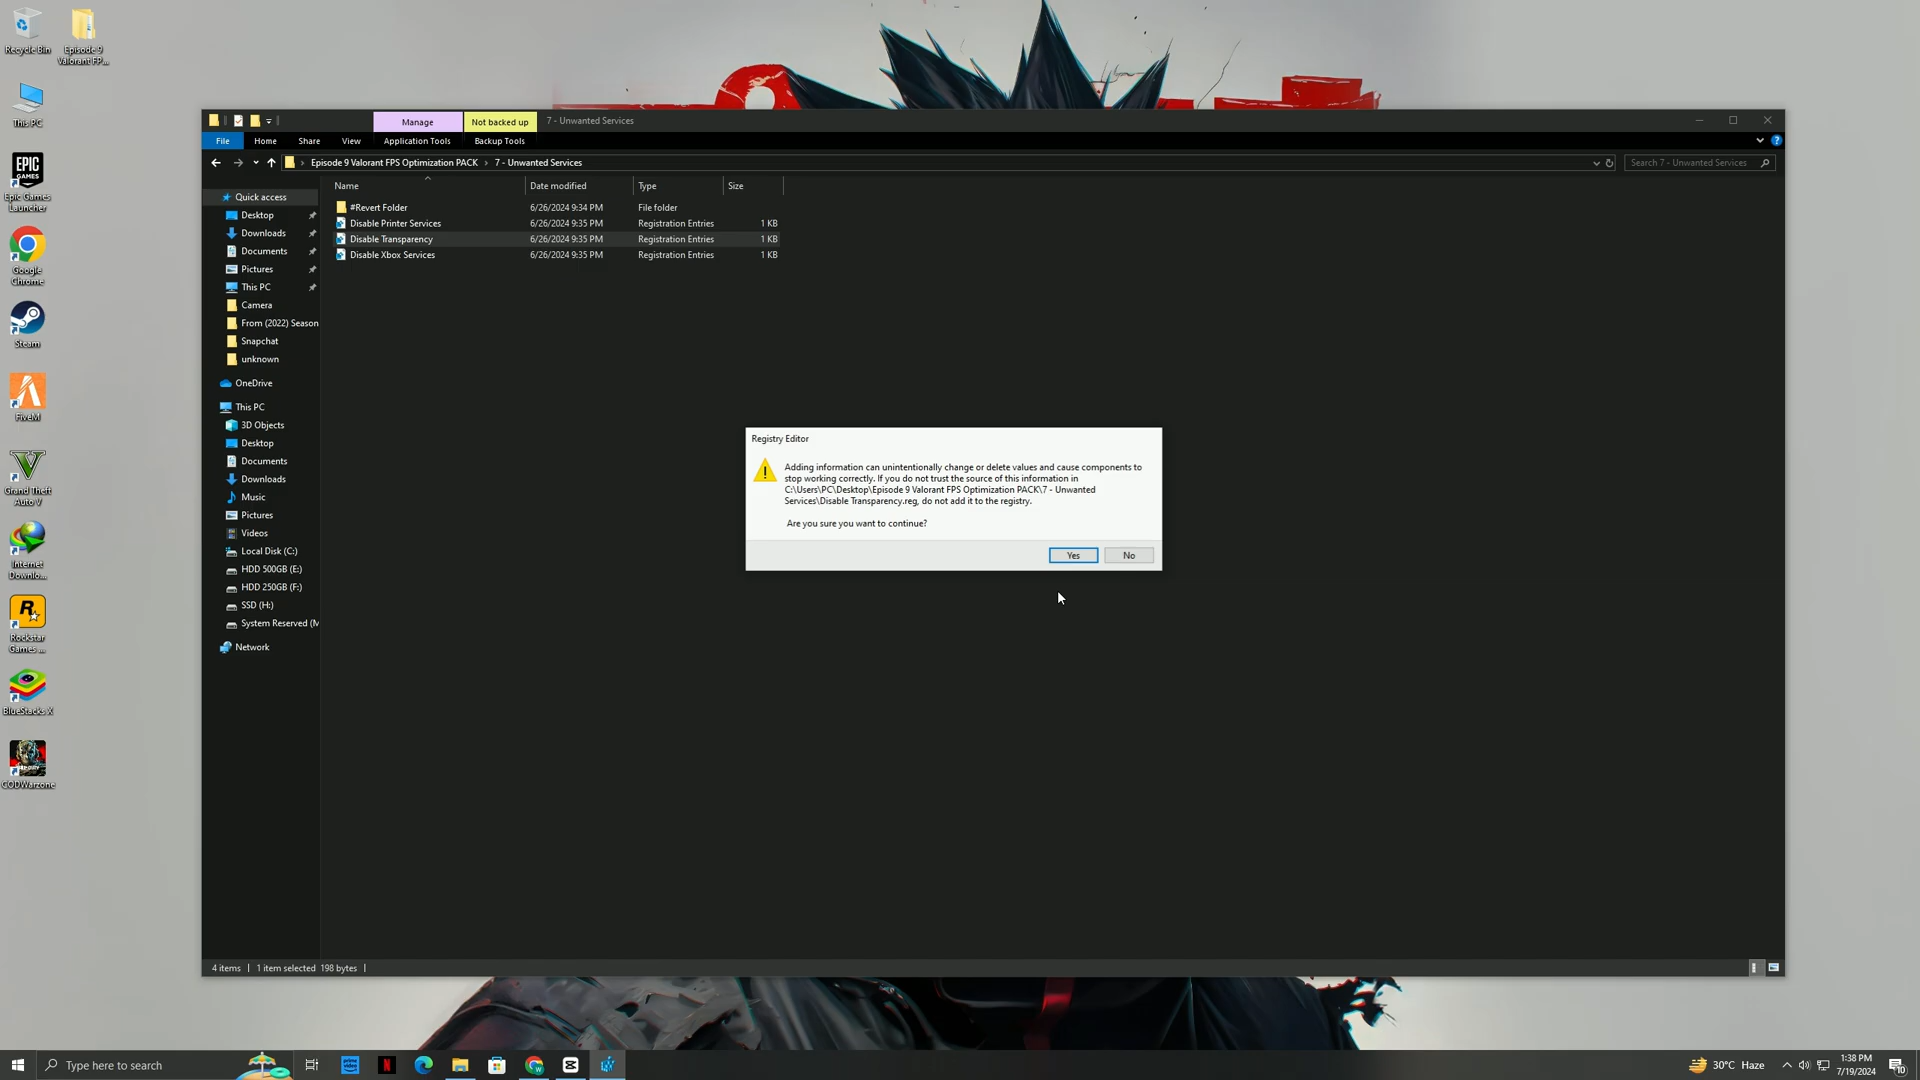 Recycle Bin
Episode 9
Valorant FP...
This PC
EPIC
GAMES
Epic Games
Launcher
Google
Chrome
Steam
FiveM
Grand Theft
Auto V
Internet
Downlo...
Rockstar
Games ...
BlueStacks X
CODWarzone
Manage
Not backed up
7 - Unwanted Services
File
Home
Share
View
Application Tools
Backup Tools
Episode 9 Valorant FPS Optimization PACK › 7 - Unwanted Services
Search 7 - Unwanted Services
Name
Date modified
Type
Size
#Revert Folder 6/26/2024 9:34 PM File folder
Disable Printer Services 6/26/2024 9:35 PM Registration Entries 1 KB
Disable Transparency 6/26/2024 9:35 PM Registration Entries 1 KB
Disable Xbox Services 6/26/2024 9:35 PM Registration Entries 1 KB
Quick access
Desktop
Downloads
Documents
Pictures
This PC
Camera
From (2022) Season
Snapchat
unknown
OneDrive
This PC
3D Objects
Desktop
Documents
Downloads
Music
Pictures
Videos
Local Disk (C:)
HDD 500GB (E:)
HDD 250GB (F:)
SSD (H:)
System Reserved (M
Network
Registry Editor
Adding information can unintentionally change or delete values and cause components to
stop working correctly. If you do not trust the source of this information in
C:\Users\PC\Desktop\Episode 9 Valorant FPS Optimization PACK\7 - Unwanted
Services\Disable Transparency.reg, do not add it to the registry.
Are you sure you want to continue?
Yes
No
4 items
1 item selected 198 bytes
Type here to search
30°C Haze
1:38 PM
7/19/2024
10